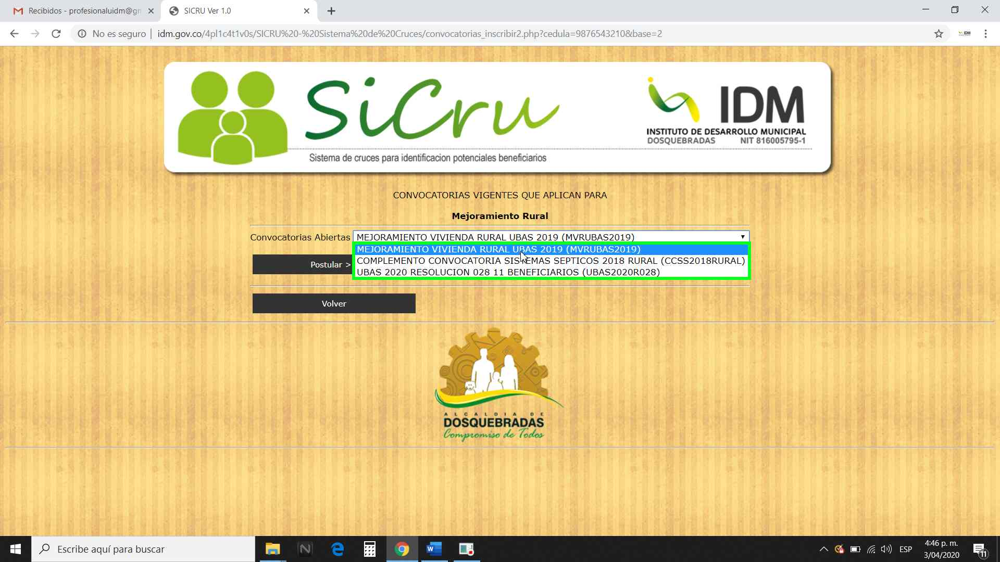 Recibidos - profesionaluidm@gm
SICRU Ver 1.0
No es seguro | idm.gov.co/4pl1c4t1v0s/SICRU%20-%20Sistema%20de%20Cruces/convocatorias_inscribir2.php?cedula=9876543210&base=2
SiCru
IDM
INSTITUTO DE DESARROLLO MUNICIPAL
DOSQUEBRADAS NIT 816005795-1
Sistema de cruces para identificacion potenciales beneficiarios
CONVOCATORIAS VIGENTES QUE APLICAN PARA
Mejoramiento Rural
Convocatorias Abiertas MEJORAMIENTO VIVIENDA RURAL UBAS 2019 (MVRUBAS2019)
MEJORAMIENTO VIVIENDA RURAL UBAS 2019 (MVRUBAS2019)
COMPLEMENTO CONVOCATORIA SISTEMAS SEPTICOS 2018 RURAL (CCSS2018RURAL)
Postular >
UBAS 2020 RESOLUCION 028 11 BENEFICIARIOS (UBAS2020R028)
Volver
ALCALDIA DE
DOSQUEBRADAS
Compromiso de Todos
Escribe aquí para buscar
ESP
4:46 p. m.
3/04/2020
11